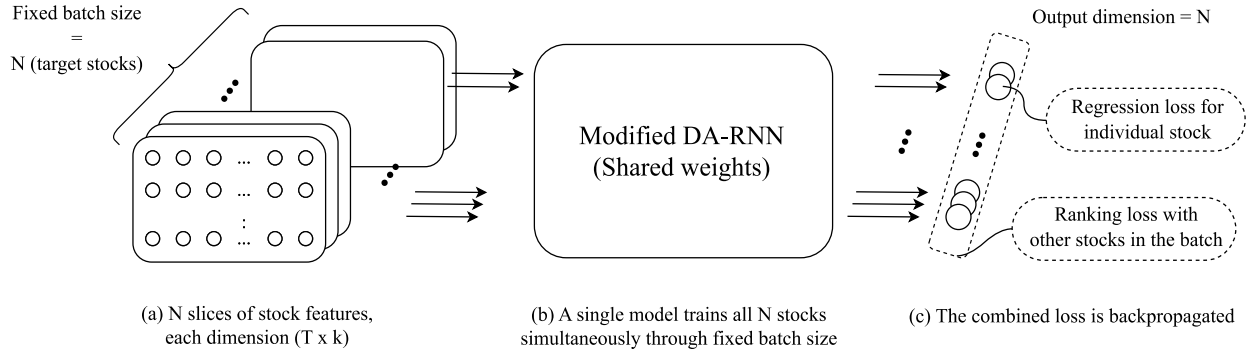 Fixed batch size
=
N (target stocks)
...
...
:
...
Modified DA-RNN
(Shared weights)
Output dimension = N
Regression loss for
individual stock
Ranking loss with
other stocks in the batch
(a) N slices of stock features,
each dimension (T x k)
(b) A single model trains all N stocks
simultaneously through fixed batch size
(c) The combined loss is backpropagated